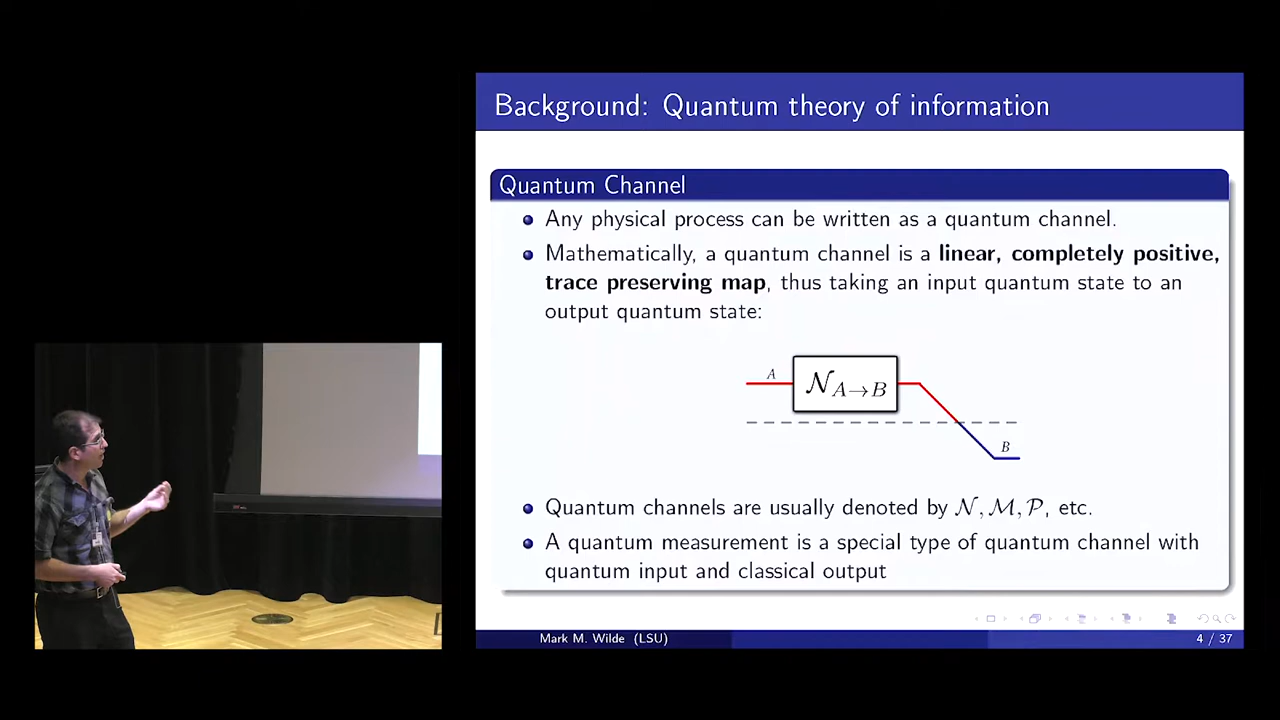 Background: Quantum theory of information
Quantum Channel
Any physical process can be written as a quantum channel.
Mathematically, a quantum channel is a linear, completely positive,
trace preserving map, thus taking an input quantum state to an
output quantum state:
A
𝒩A→B
B
Quantum channels are usually denoted by 𝒩, ℳ, 𝒫, etc.
A quantum measurement is a special type of quantum channel with
quantum input and classical output
Mark M. Wilde (LSU)
4 / 37